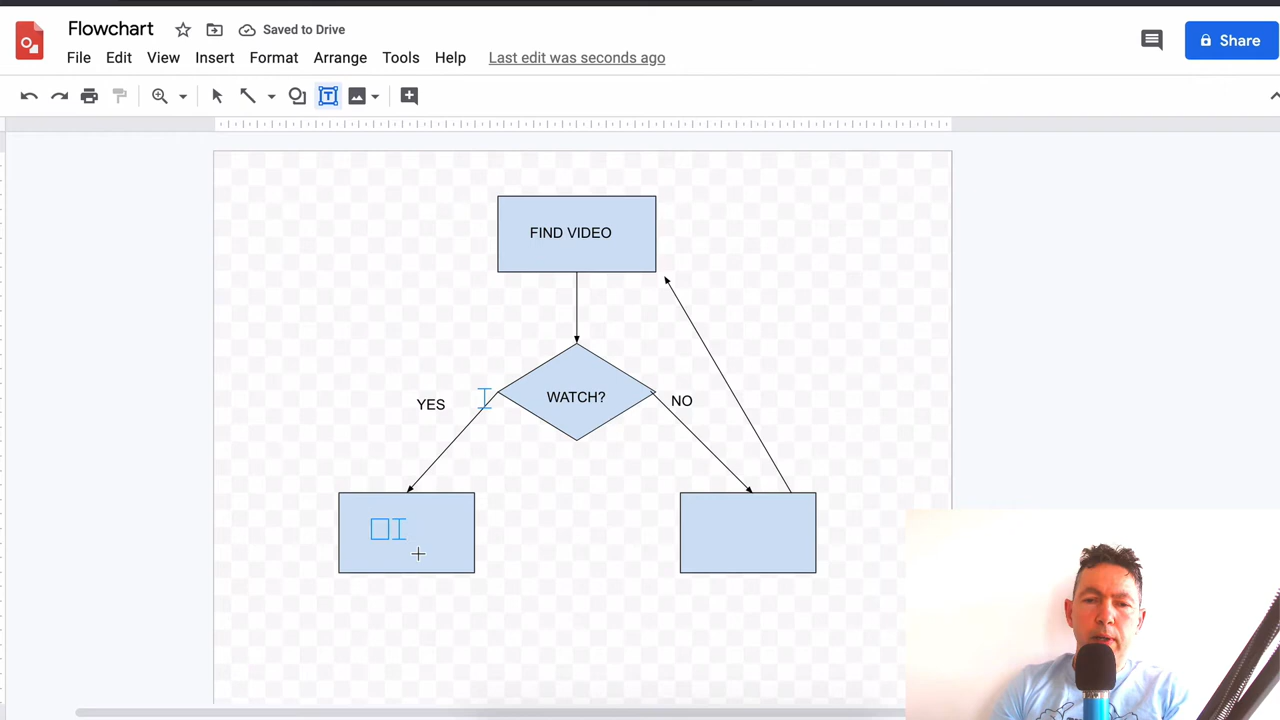 Flowchart
Saved to Drive
File Edit View Insert Format Arrange Tools Help Last edit was seconds ago
Share
FIND VIDEO
WATCH?
YES
NO